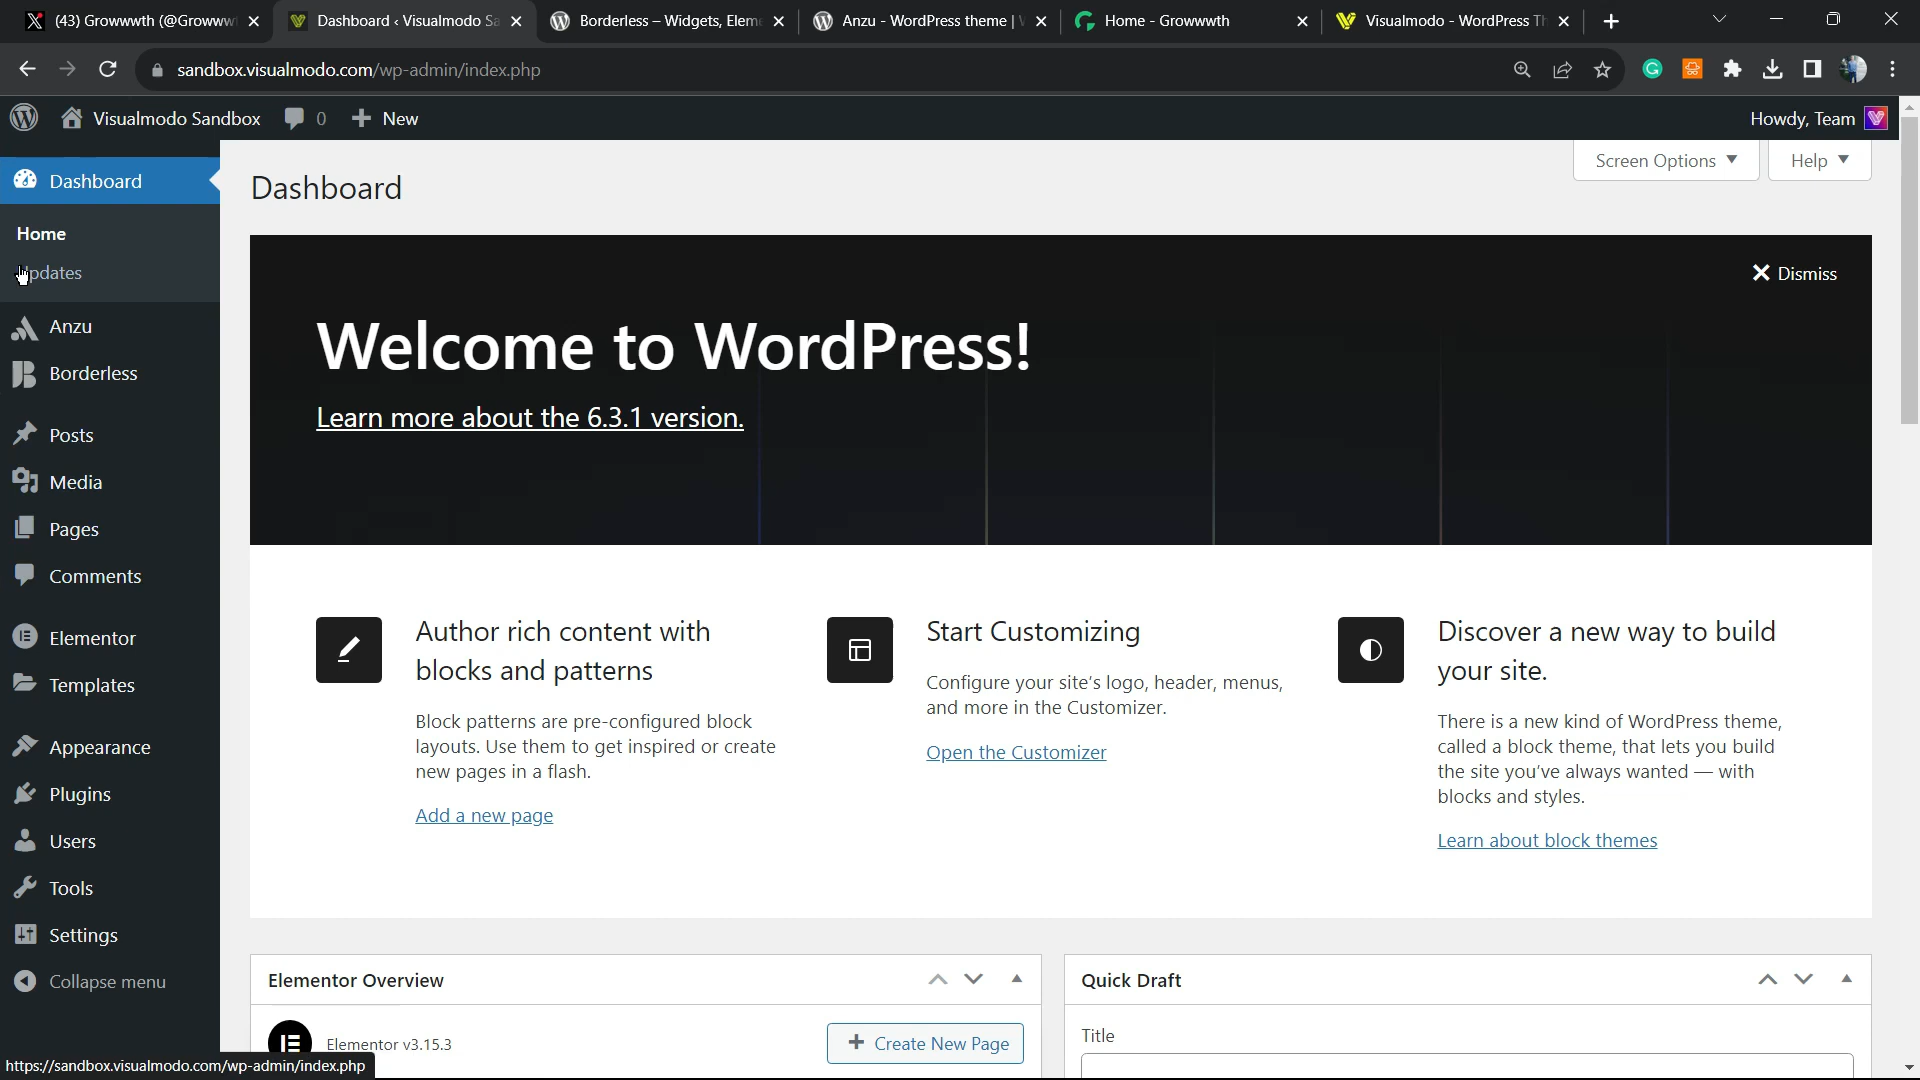 (43) Growwwth (@Growwwt
Dashboard ‹ Visualmodo Sa
Borderless – Widgets, Eleme
Anzu - WordPress theme | W
Home - Growwwth
Visualmodo - WordPress Th
sandbox.visualmodo.com/wp-admin/index.php
Visualmodo Sandbox
0
New
Howdy, Team
Dashboard
Home
Updates
Anzu
Borderless
Posts
Media
Pages
Comments
Elementor
Templates
Appearance
Plugins
Users
Tools
Settings
Collapse menu
Dashboard
Screen Options
Help
Dismiss
Welcome to WordPress!
Learn more about the 6.3.1 version.
Author rich content with
blocks and patterns
Block patterns are pre-configured block
layouts. Use them to get inspired or create
new pages in a flash.
Add a new page
Start Customizing
Configure your site's logo, header, menus,
and more in the Customizer.
Open the Customizer
Discover a new way to build
your site.
There is a new kind of WordPress theme,
called a block theme, that lets you build
the site you've always wanted — with
blocks and styles.
Learn about block themes
Elementor Overview
Elementor v3.15.3
Create New Page
Quick Draft
Title
https://sandbox.visualmodo.com/wp-admin/index.php